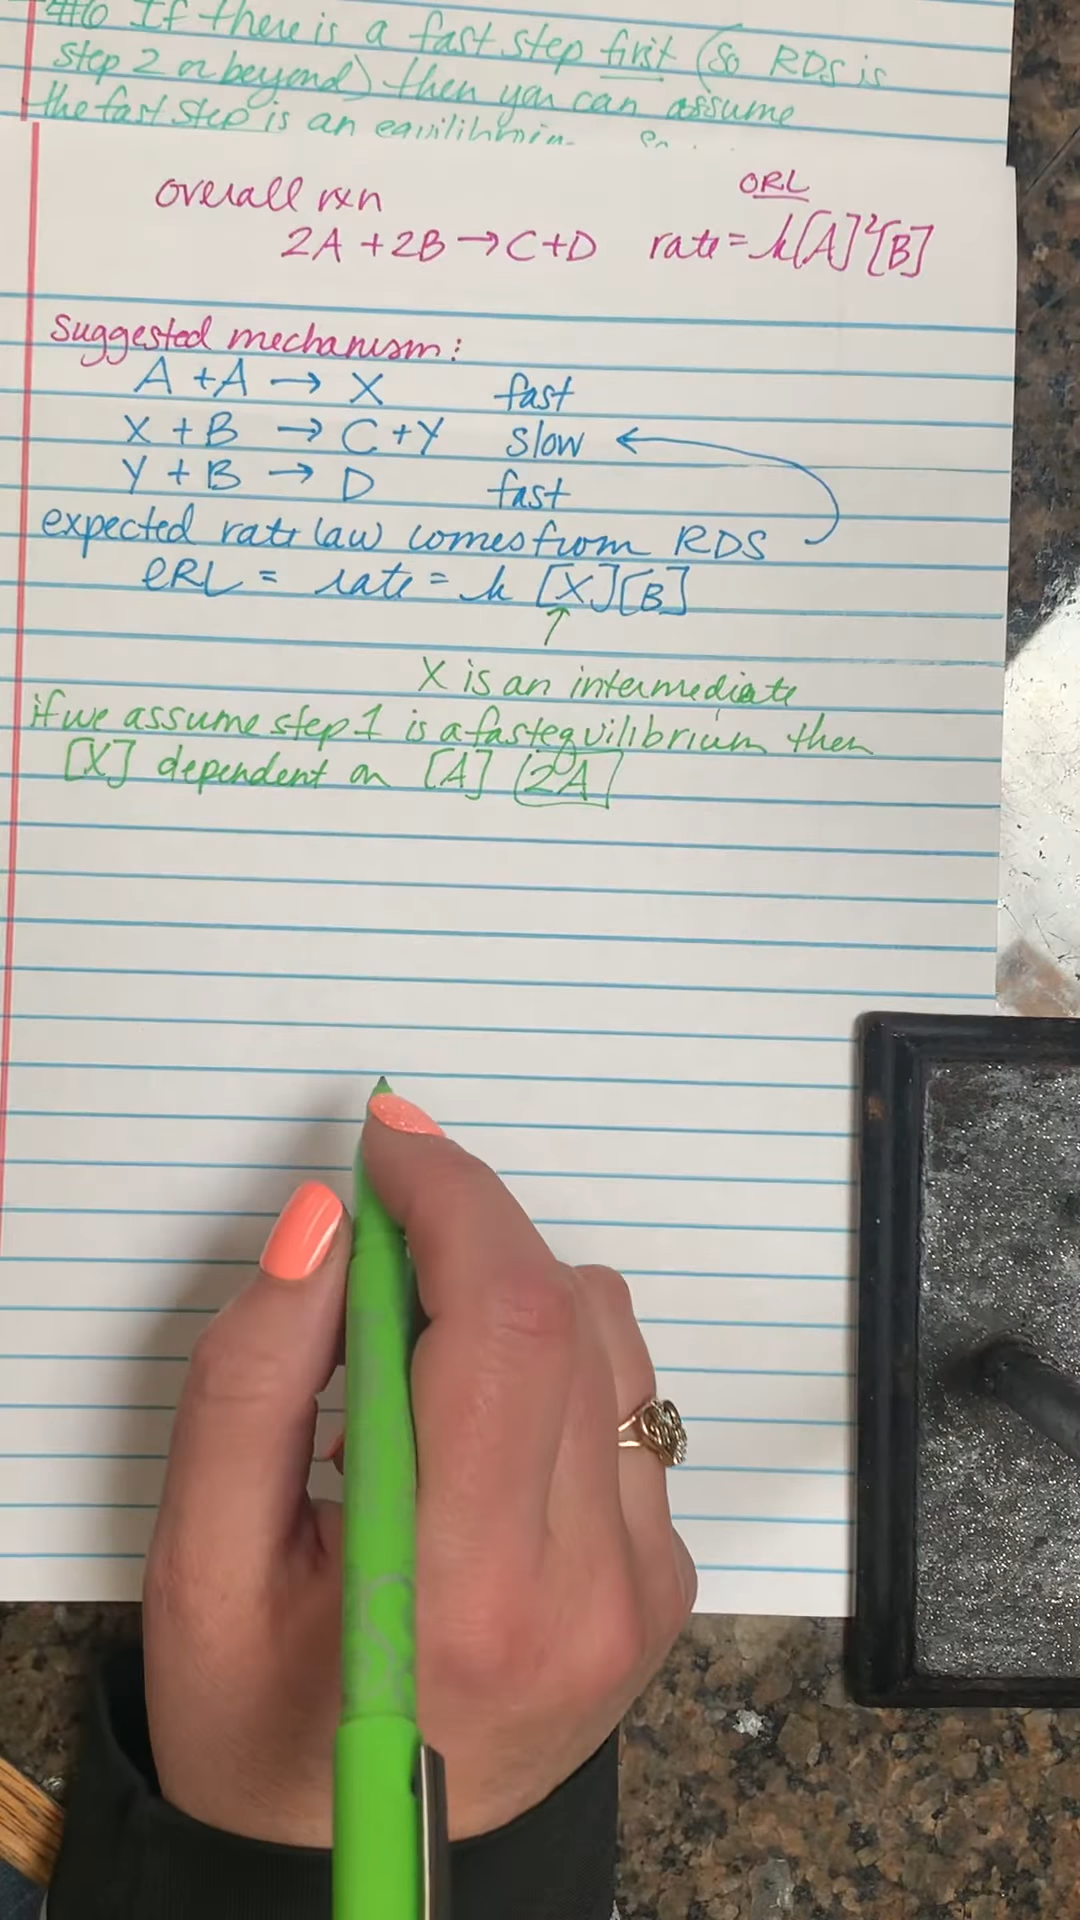 #6 If there is a fast step first (so RDS is
step 2 or beyond) then you can assume
the fast step is an equilibrium.
overall rxn
ORL
2A + 2B → C + D rate = k[A]²[B]
Suggested mechanism:
A + A → X fast
X + B → C + Y slow
Y + B → D fast
expected rate law comes from RDS
eRL = rate = k [X][B]
↑
X is an intermediate
if we assume step 1 is a fast equilibrium then
[X] dependent on [A] 2A